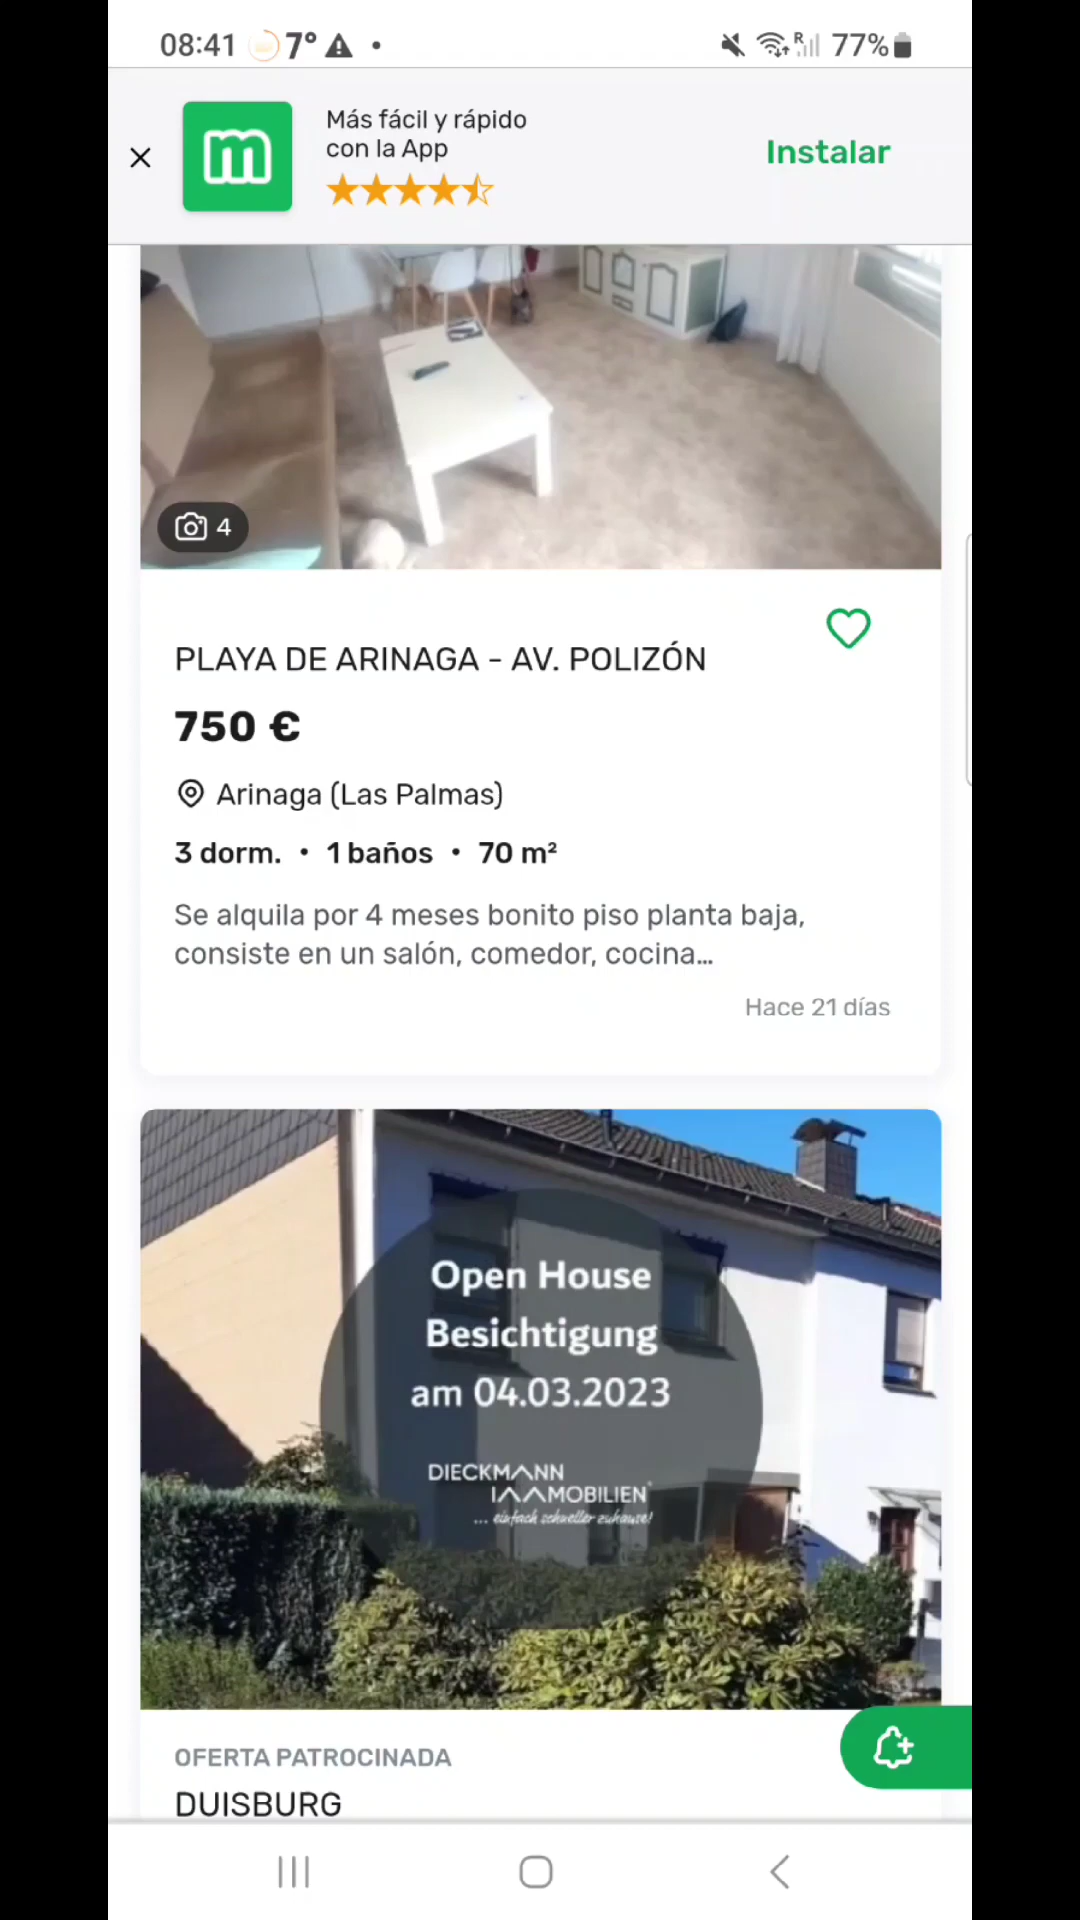 08:41 7° 77%
m
Más fácil y rápido
con la App
Instalar
4
PLAYA DE ARINAGA - AV. POLIZÓN
750 €
Arinaga (Las Palmas)
3 dorm. • 1 baños • 70 m²
Se alquila por 4 meses bonito piso planta baja,
consiste en un salón, comedor, cocina...
Hace 21 días
Open House
Besichtigung
am 04.03.2023
DIECKMANN
IMMOBILIEN
... einfach schneller zuhause!
OFERTA PATROCINADA
DUISBURG